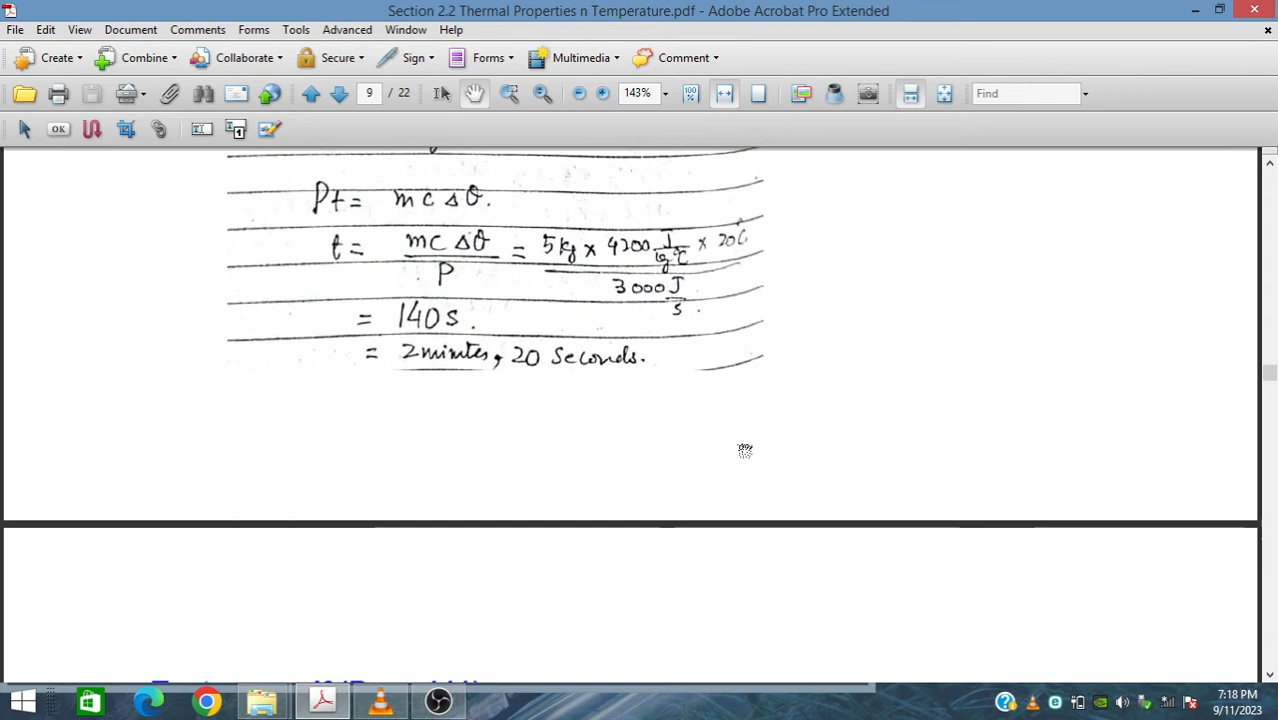 Section 2.2 Thermal Properties n Temperature.pdf - Adobe Acrobat Pro Extended
File Edit View Document Comments Forms Tools Advanced Window Help
Create Combine Collaborate Secure Sign Forms Multimedia Comment
9 / 22 143% Find
Pt = mcΔθ.
t = mcΔθ / P = 5kg × 4200 J/kg°C × 20°C / 3000 J/s.
= 140s.
= 2 minutes, 20 seconds.
7:18 PM
9/11/2023